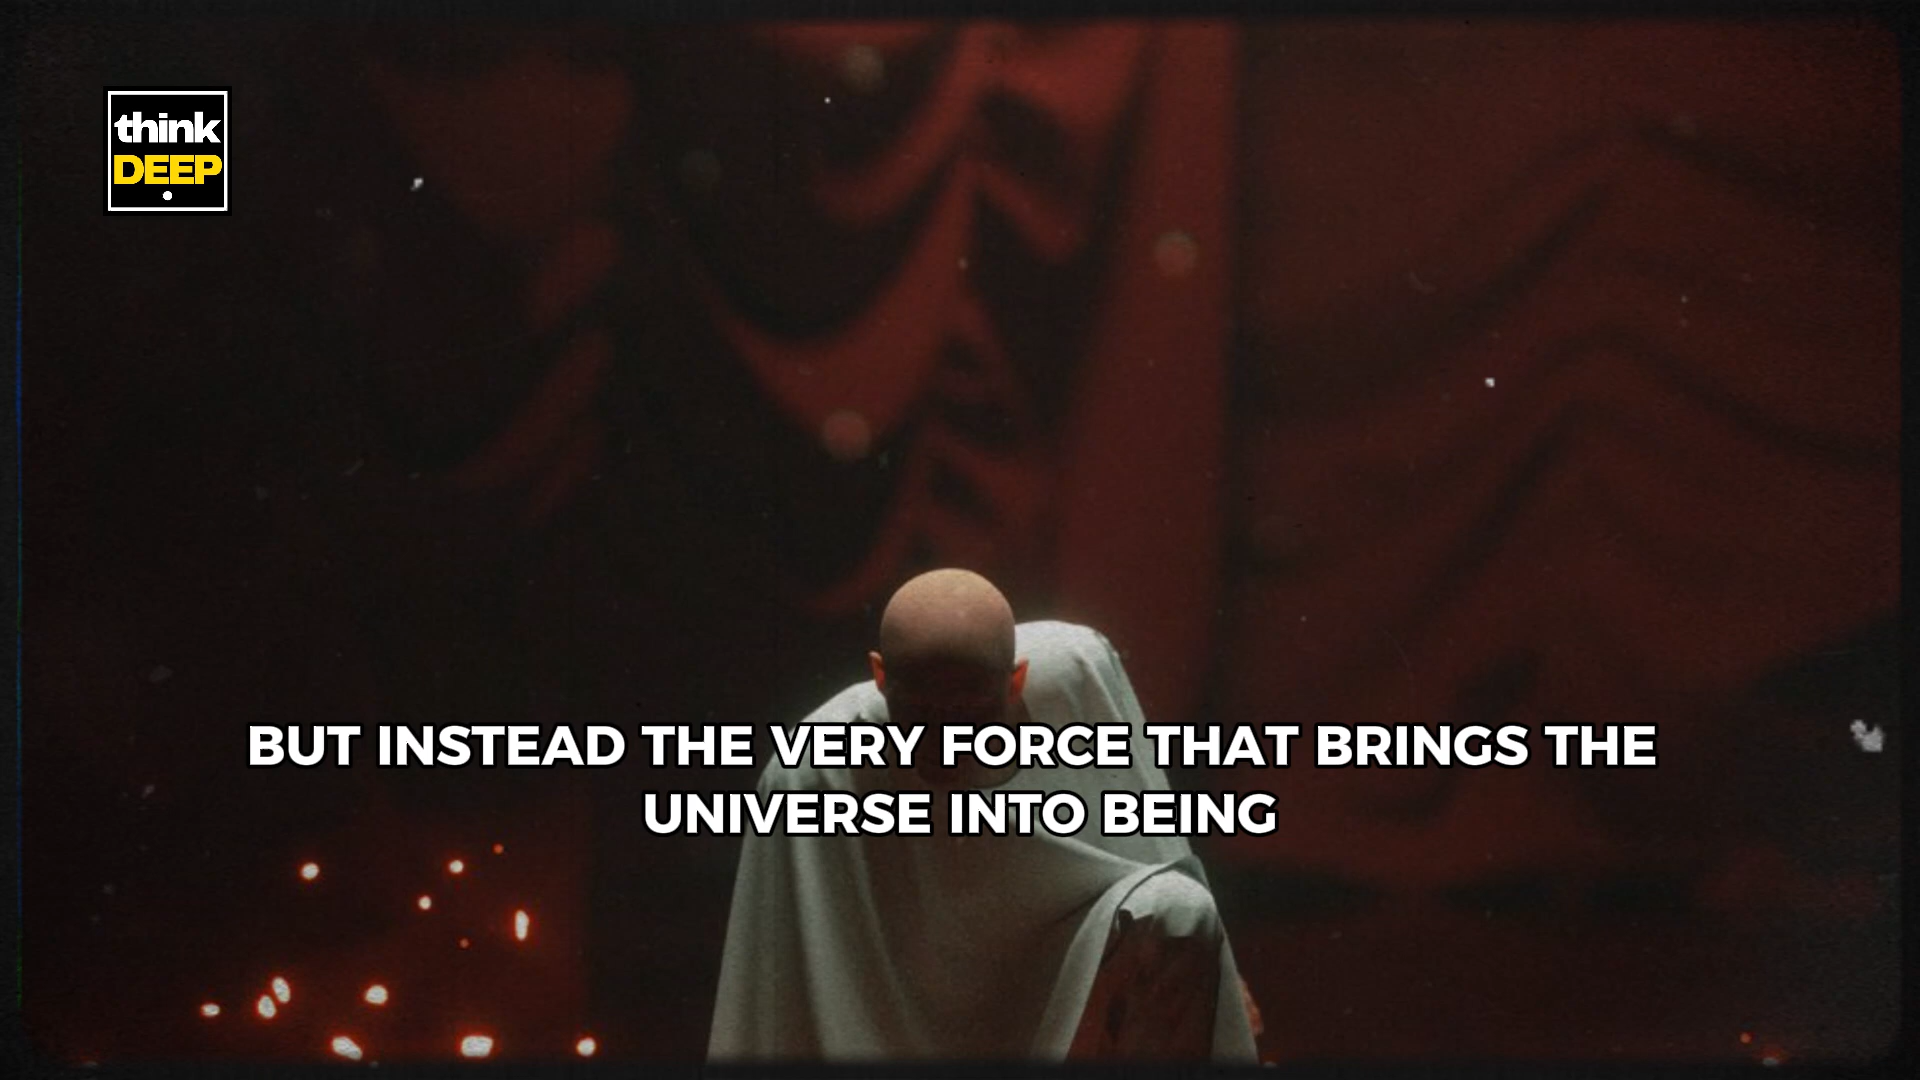 think
DEEP
BUT INSTEAD THE VERY FORCE THAT BRINGS THE
UNIVERSE INTO BEING